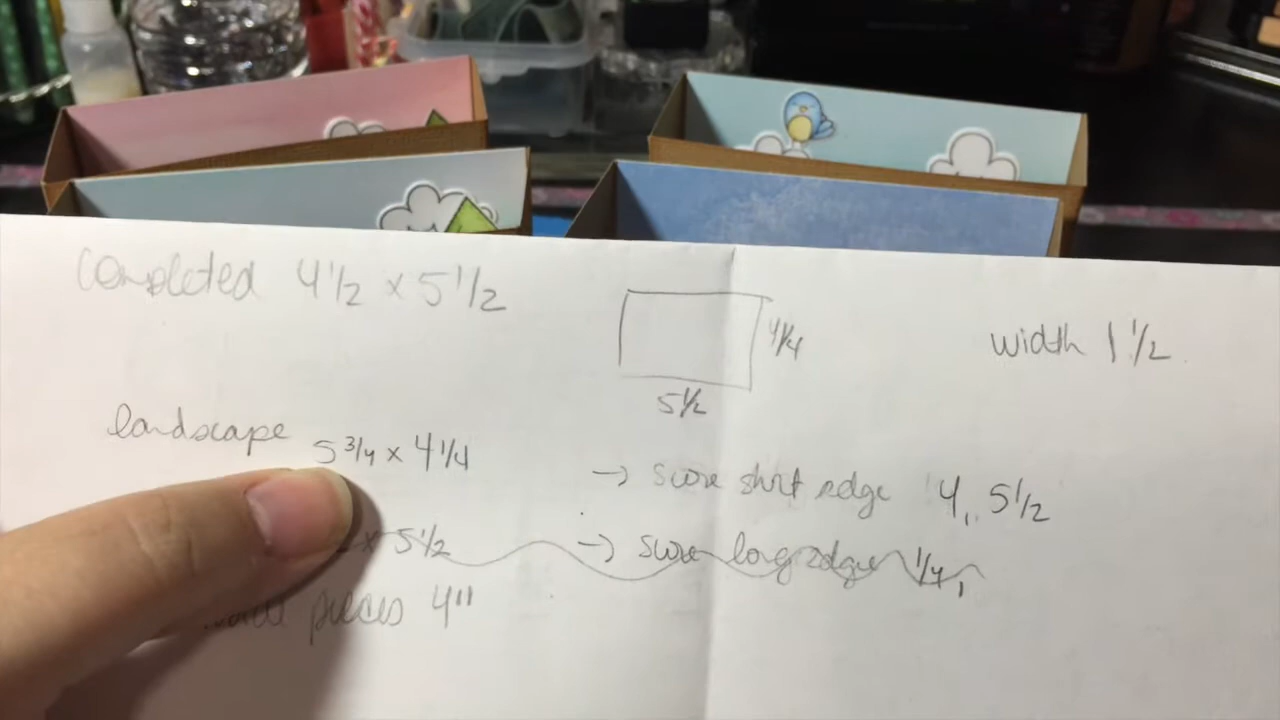 Completed 4 1/2 x 5 1/2
4 1/4
5 1/2
width 1 1/2
landscape 5 3/4 x 4 1/4
→ score short edge 4, 5 1/2
x 5 1/2 → score long edge 1/4,
pieces 4"